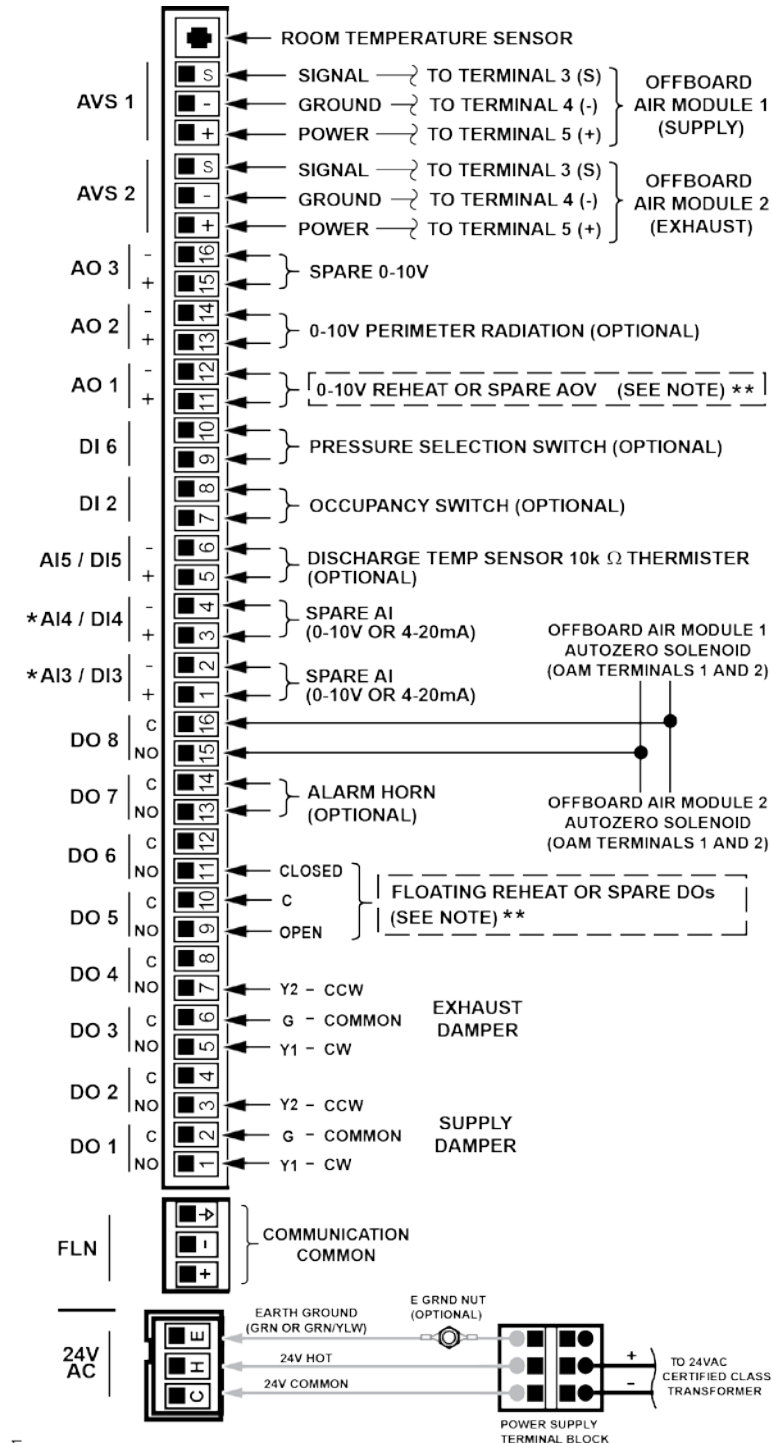 ROOM TEMPERATURE SENSOR
AVS 1
S SIGNAL TO TERMINAL 3 (S)
- GROUND TO TERMINAL 4 (-)
+ POWER TO TERMINAL 5 (+)
OFFBOARD
AIR MODULE 1
(SUPPLY)
AVS 2
S SIGNAL TO TERMINAL 3 (S)
- GROUND TO TERMINAL 4 (-)
+ POWER TO TERMINAL 5 (+)
OFFBOARD
AIR MODULE 2
(EXHAUST)
AO 3
- 16
+ 15
SPARE 0-10V
AO 2
- 14
+ 13
0-10V PERIMETER RADIATION (OPTIONAL)
AO 1
- 12
+ 11
0-10V REHEAT OR SPARE AOV (SEE NOTE) **
DI 6
10
9
PRESSURE SELECTION SWITCH (OPTIONAL)
DI 2
8
7
OCCUPANCY SWITCH (OPTIONAL)
AI5 / DI5
- 6
+ 5
DISCHARGE TEMP SENSOR 10k Ω THERMISTER
(OPTIONAL)
*AI4 / DI4
- 4
+ 3
SPARE AI
(0-10V OR 4-20mA)
*AI3 / DI3
- 2
+ 1
SPARE AI
(0-10V OR 4-20mA)
OFFBOARD AIR MODULE 1
AUTOZERO SOLENOID
(OAM TERMINALS 1 AND 2)
DO 8
C 16
NO 15
DO 7
C 14
NO 13
ALARM HORN
(OPTIONAL)
OFFBOARD AIR MODULE 2
AUTOZERO SOLENOID
(OAM TERMINALS 1 AND 2)
DO 6
C 12
NO 11 CLOSED
DO 5
C 10 C
NO 9 OPEN
FLOATING REHEAT OR SPARE DOs
(SEE NOTE) **
DO 4
C 8
NO 7 Y2 - CCW
DO 3
C 6 G - COMMON
NO 5 Y1 - CW
EXHAUST
DAMPER
DO 2
C 4
NO 3 Y2 - CCW
DO 1
C 2 G - COMMON
NO 1 Y1 - CW
SUPPLY
DAMPER
FLN
-
+
COMMUNICATION
COMMON
24V
AC
E
H
C
EARTH GROUND
(GRN OR GRN/YLW)
24V HOT
24V COMMON
E GRND NUT
(OPTIONAL)
+
-
TO 24VAC
CERTIFIED CLASS
TRANSFORMER
POWER SUPPLY
TERMINAL BLOCK